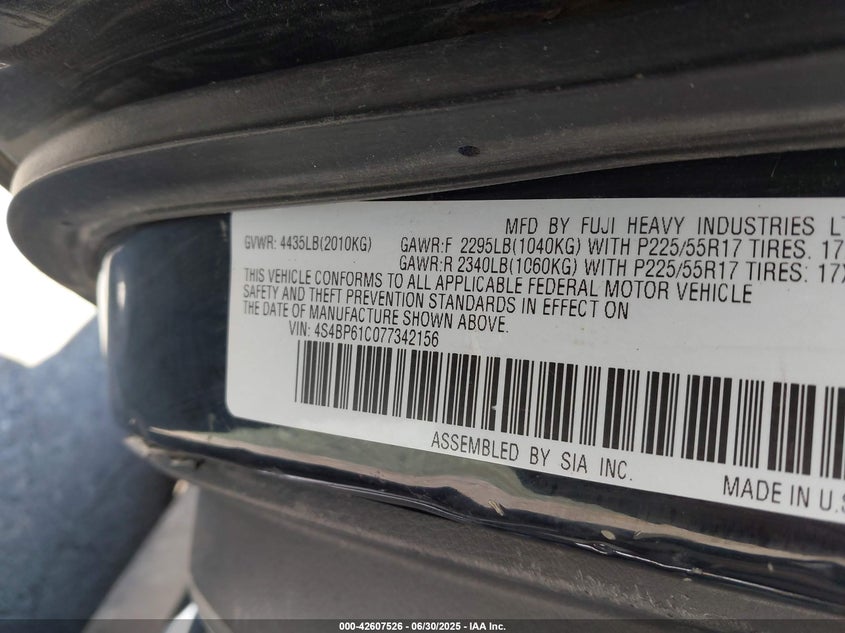 MFD BY FUJI HEAVY INDUSTRIES LT
GVWR: 4435LB(2010KG) GAWR:F 2295LB(1040KG) WITH P225/55R17 TIRES. 17
GAWR:R 2340LB(1060KG) WITH P225/55R17 TIRES: 17X
THIS VEHICLE CONFORMS TO ALL APPLICABLE FEDERAL MOTOR VEHICLE
SAFETY AND THEFT PREVENTION STANDARDS IN EFFECT ON
THE DATE OF MANUFACTURE SHOWN ABOVE.
VIN: 4S4BP61C077342156
ASSEMBLED BY SIA INC.
MADE IN U.S
000-42607526 - 06/30/2025 - IAA Inc.